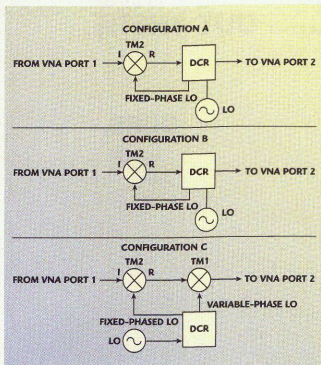 CONFIGURATION A
TM2
FROM VNA PORT 1
I
R
DCR
TO VNA PORT 2
FIXED-PHASE LO
LO
CONFIGURATION B
TM2
FROM VNA PORT 1
I
R
DCR
TO VNA PORT 2
FIXED-PHASE LO
LO
CONFIGURATION C
TM2
TM1
FROM VNA PORT 1
I
R
TO VNA PORT 2
VARIABLE-PHASE LO
FIXED-PHASED LO
DCR
LO